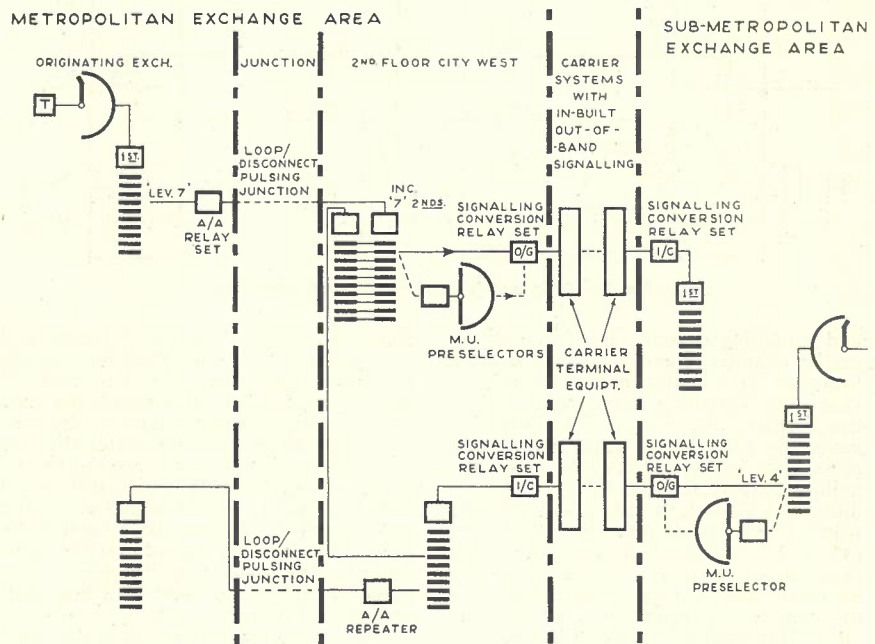 METROPOLITAN EXCHANGE AREA
SUB-METROPOLITAN
EXCHANGE AREA
ORIGINATING EXCH.
JUNCTION
2ND. FLOOR CITY WEST
CARRIER
SYSTEMS
WITH
IN-BUILT
OUT-OF-
-BAND
SIGNALLING
T
1ST.
'LEV. 7'
A/A
RELAY
SET
LOOP/
DISCONNECT
PULSING
JUNCTION
INC.
'7' 2NDS.
SIGNALLING
CONVERSION
RELAY SET
O/G
M.U.
PRESELECTORS
CARRIER
TERMINAL
EQUIPT.
SIGNALLING
CONVERSION
RELAY SET
I/C
1ST
1ST
SIGNALLING
CONVERSION
RELAY SET
I/C
SIGNALLING
CONVERSION
RELAY SET
O/G
'LEV. 4'
M.U.
PRESELECTOR
LOOP/
DISCONNECT
PULSING
JUNCTION
A/A
REPEATER